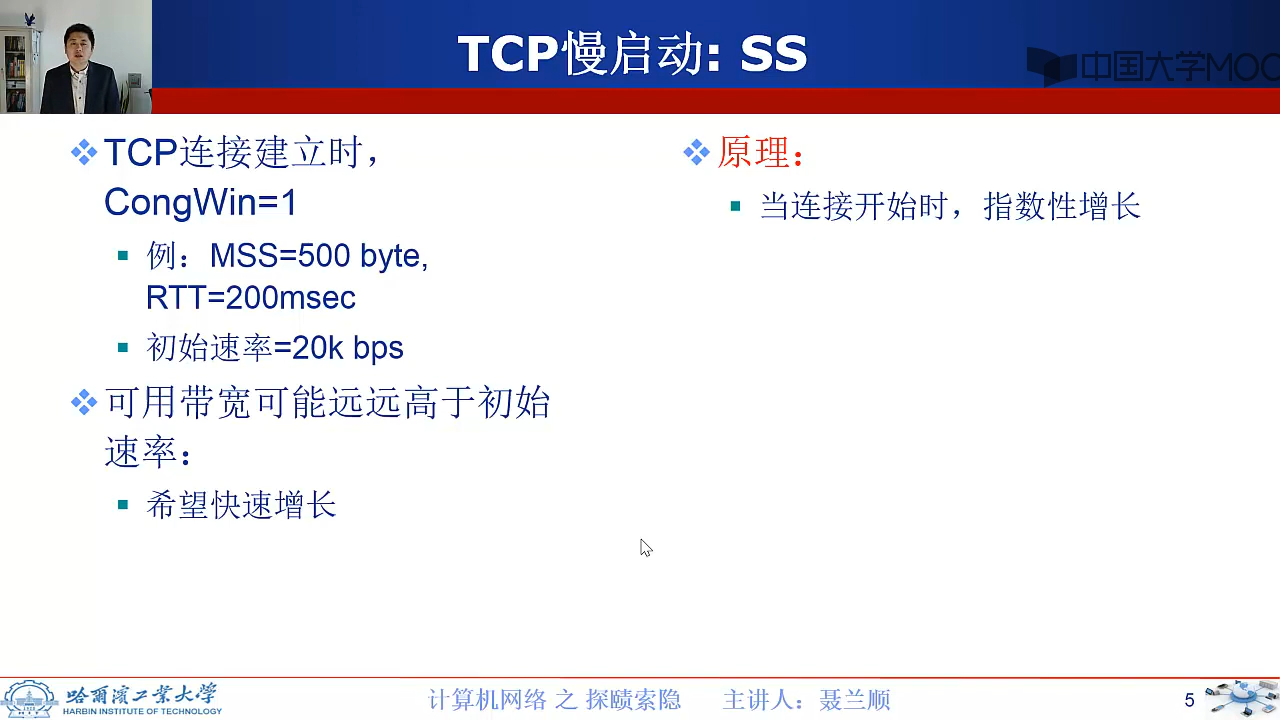 TCP慢启动: SS
中国大学MOC
TCP连接建立时，
CongWin=1
例：MSS=500 byte,
RTT=200msec
初始速率=20k bps
可用带宽可能远远高于初始
速率：
希望快速增长
原理：
当连接开始时，指数性增长
哈尔滨工业大学
HARBIN INSTITUTE OF TECHNOLOGY
计算机网络 之 探赜索隐 主讲人：聂兰顺
5